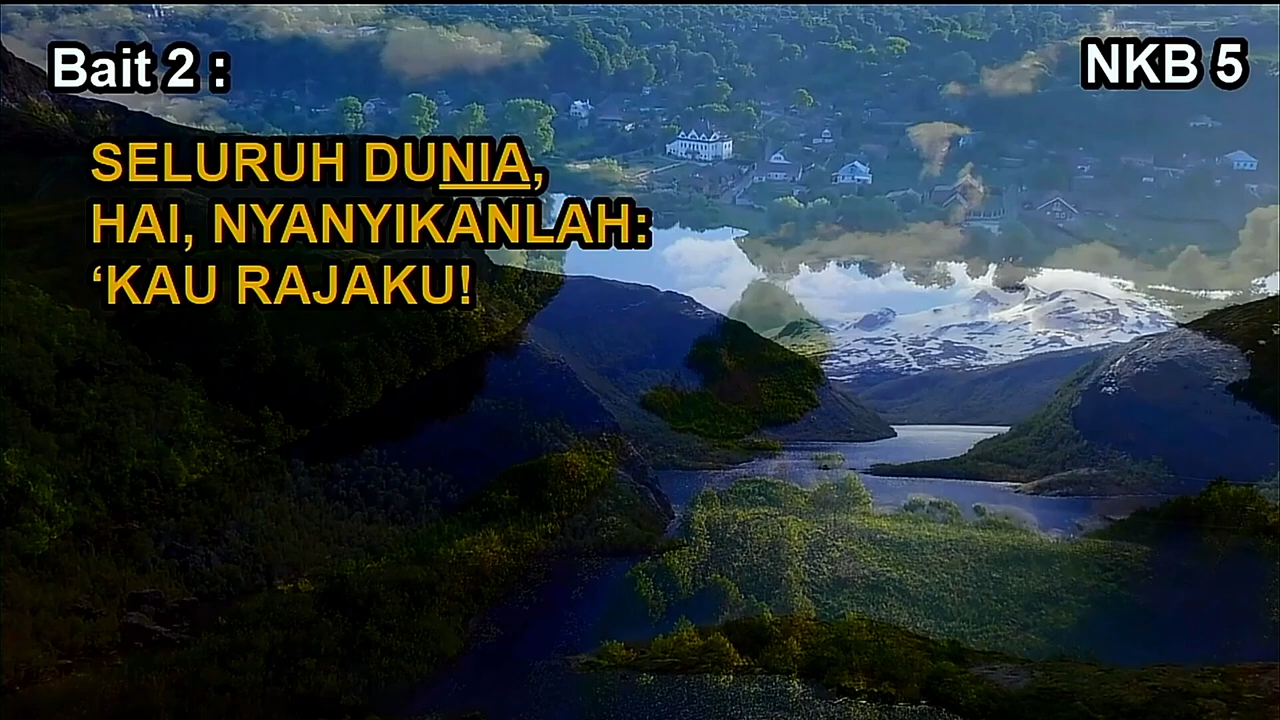 Bait 2 :
NKB 5
SELURUH DUNIA,
HAI, NYANYIKANLAH:
‘KAU RAJAKU!